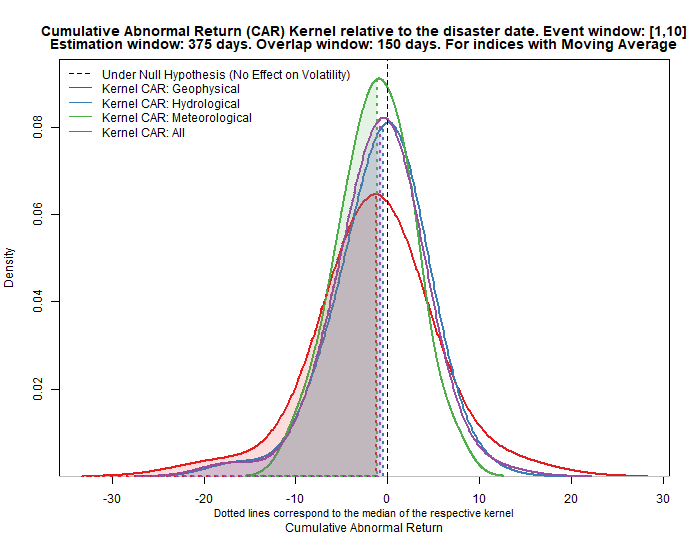 Cumulative Abnormal Return (CAR) Kernel relative to the disaster date. Event window: [1,10]
Estimation window: 375 days. Overlap window: 150 days. For indices with Moving Average
Under Null Hypothesis (No Effect on Volatility)
Kernel CAR: Geophysical
Kernel CAR: Hydrological
Kernel CAR: Meteorological
Kernel CAR: All
Density
0.08
0.06
0.04
0.02
-30 -20 -10 0 10 20 30
Dotted lines correspond to the median of the respective kernel
Cumulative Abnormal Return